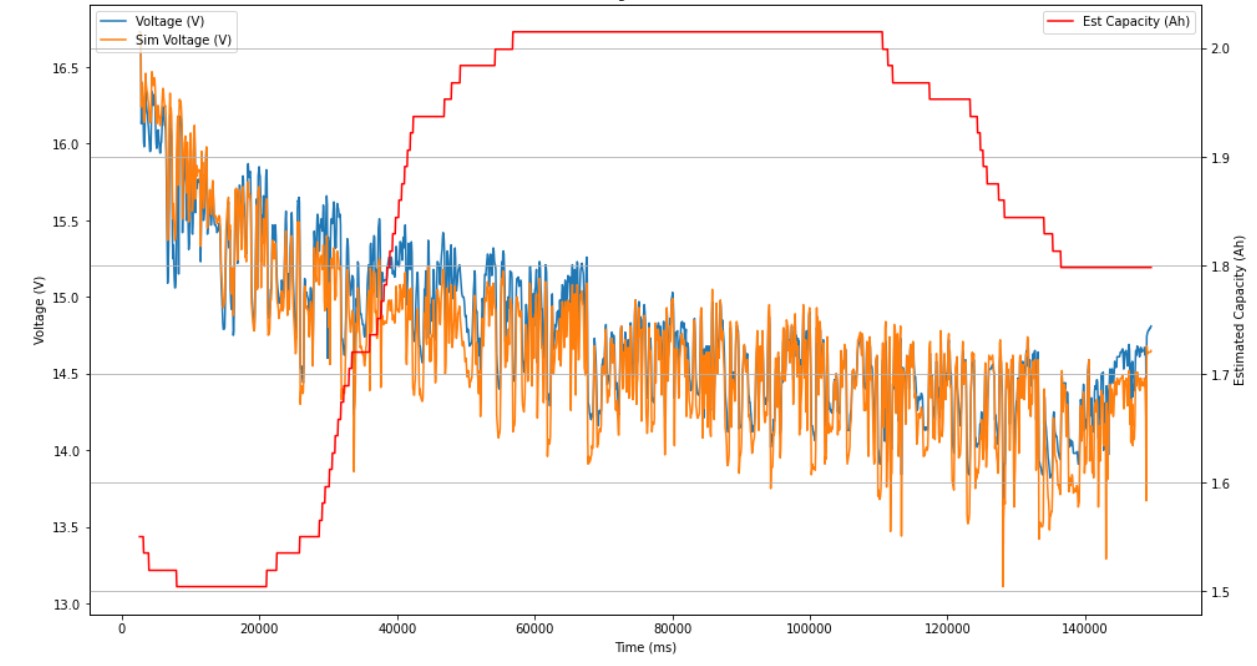 Voltage (V)
Sim Voltage (V)
Est Capacity (Ah)
16.5
16.0
15.5
15.0
14.5
14.0
13.5
13.0
Voltage (V)
2.0
1.9
1.8
1.7
1.6
1.5
Estimated Capacity (Ah)
0 20000 40000 60000 80000 100000 120000 140000
Time (ms)